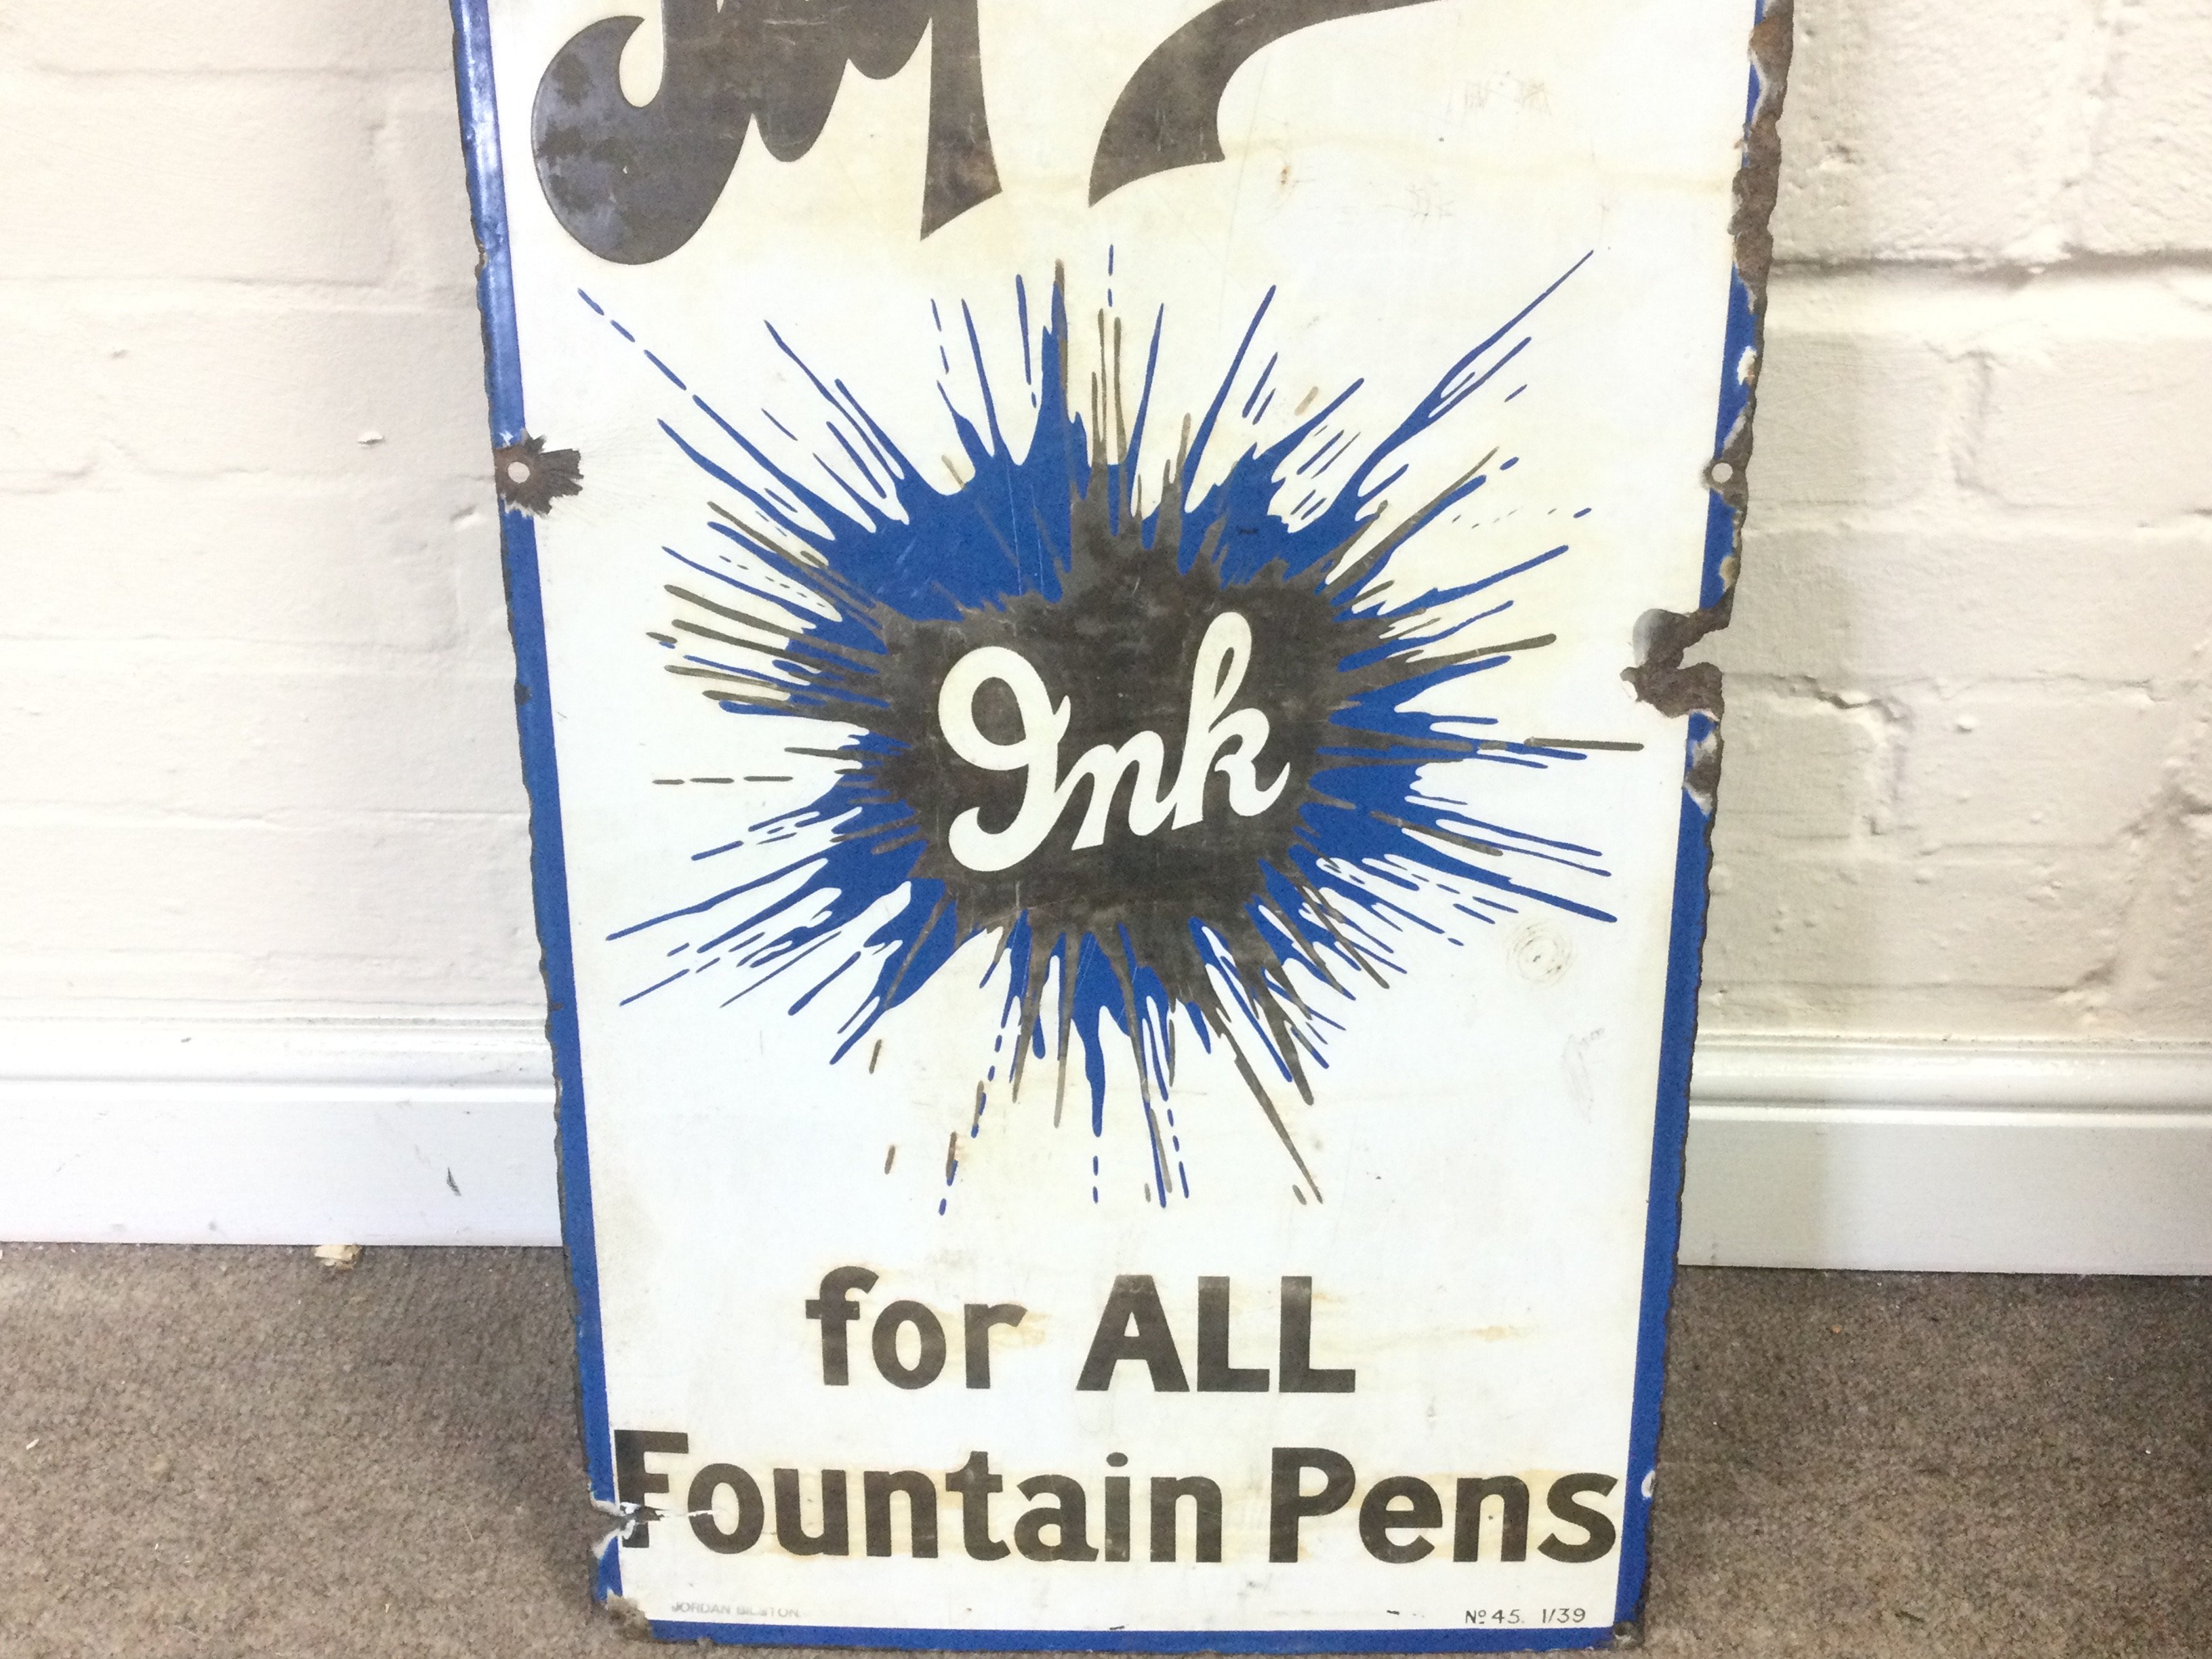 Ink
for ALL
Fountain Pens
JORDAN BILSTON.
Nº 45. 1/39